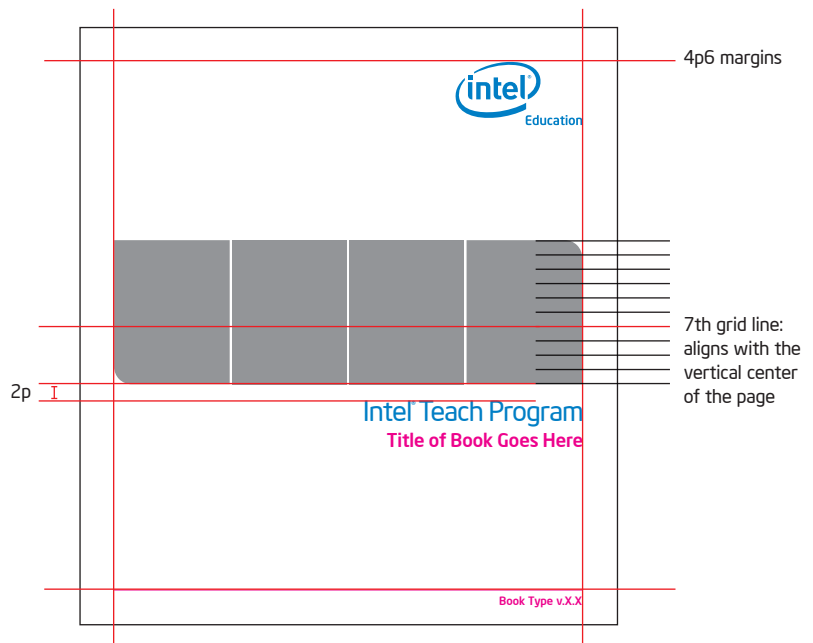 4p6 margins
intel®
Education
7th grid line:
aligns with the
vertical center
of the page
2p
Intel® Teach Program
Title of Book Goes Here
Book Type v.X.X